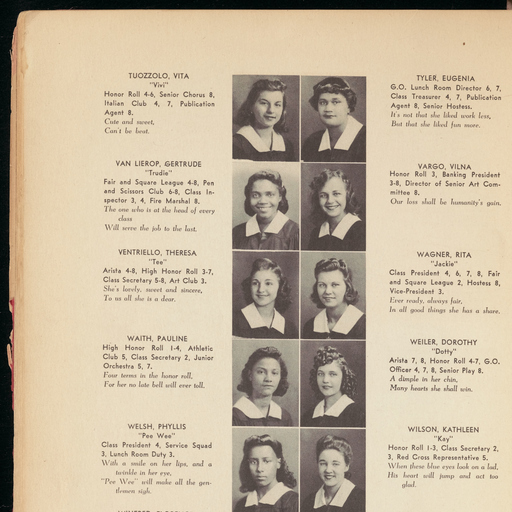 TUOZZOLO, VITA
"Vivi"
Honor Roll 4-6, Senior Chorus 8,
Italian Club 4, 7, Publication
Agent 8.
Cute and sweet,
Can't be beat.
VAN LIEROP, GERTRUDE
"Trudie"
Fair and Square League 4-8, Pen
and Scissors Club 6-8, Class In-
spector 3, 4, Fire Marshal 8.
The one who is at the head of every
class
Will serve the job to the last.
VENTRIELLO, THERESA
"Tee"
Arista 4-8, High Honor Roll 3-7,
Class Secretary 5-8, Art Club 3.
She's lovely, sweet and sincere,
To us all she is a dear.
WAITH, PAULINE
High Honor Roll 1-4, Athletic
Club 5, Class Secretary 2, Junior
Orchestra 5, 7.
Four terms in the honor roll,
For her no late bell will ever toll.
WELSH, PHYLLIS
"Pee Wee"
Class President 4, Service Squad
3, Lunch Room Duty 3.
With a smile on her lips, and a
twinkle in her eye,
"Pee Wee" will make all the gen-
tlemen sigh.
TYLER, EUGENIA
G.O. Lunch Room Director 6, 7,
Class Treasurer 4, 7, Publication
Agent 8, Senior Hostess.
It's not that she liked work less,
But that she liked fun more.
VARGO, VILNA
Honor Roll 3, Banking President
3-8, Director of Senior Art Com-
mittee 8.
Our loss shall be humanity's gain.
WAGNER, RITA
"Jackie"
Class President 4, 6, 7, 8, Fair
and Square League 2, Hostess 8,
Vice-President 3.
Ever ready, always fair,
In all good things she has a share.
WEILER, DOROTHY
"Dotty"
Arista 7, 8, Honor Roll 4-7, G.O.
Officer 4, 7, 8, Senior Play 8.
A dimple in her chin,
Many hearts she shall win.
WILSON, KATHLEEN
"Kay"
Honor Roll 1-3, Class Secretary 2,
3, Red Cross Representative 5.
When these blue eyes look on a lad,
His heart will jump and act too
glad.